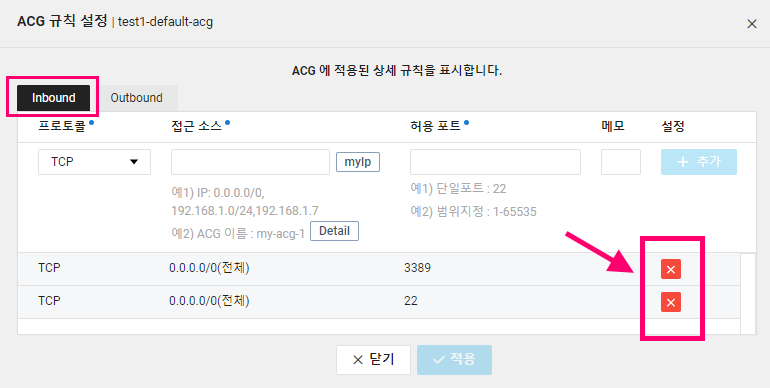 ACG 규칙 설정 | test1-default-acg
ACG 에 적용된 상세 규칙을 표시합니다.
Inbound Outbound
프로토콜 접근 소스 허용 포트 메모 설정
TCP myIp + 추가
예1) IP: 0.0.0.0/0,
192.168.1.0/24,192.168.1.7
예2) ACG 이름 : my-acg-1 Detail
예1) 단일포트 : 22
예2) 범위지정 : 1-65535
TCP 0.0.0.0/0(전체) 3389
TCP 0.0.0.0/0(전체) 22
× 닫기 ✓ 적용